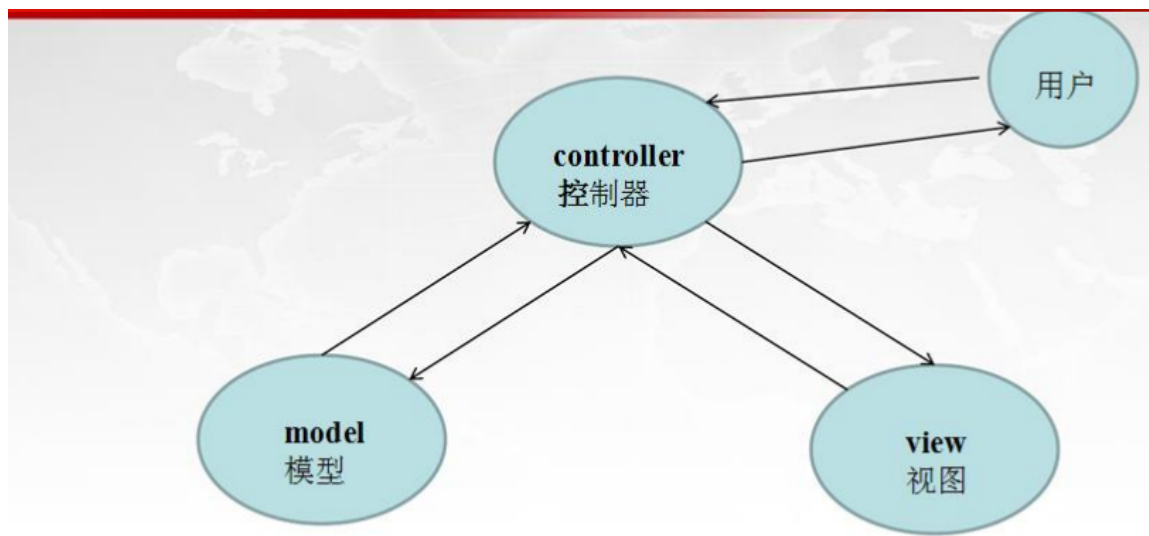 用户
controller
控制器
model
模型
view
视图